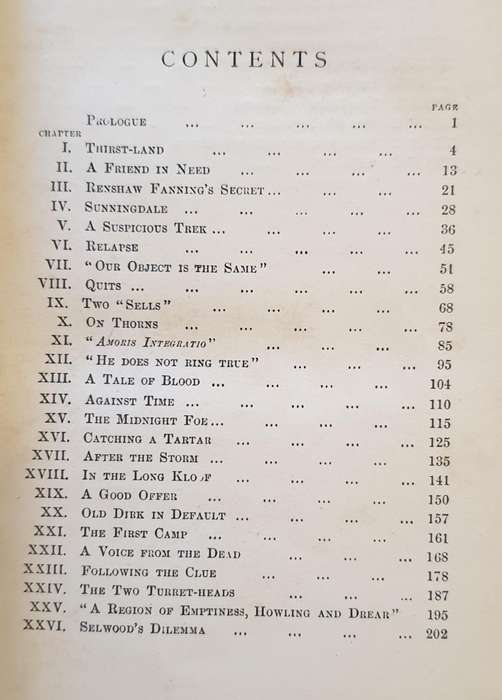 CONTENTS
PAGE
PROLOGUE ... ... ... ... ... 1
CHAPTER
I. THIRST-LAND ... ... ... ... 4
II. A FRIEND IN NEED ... ... ... ... 13
III. RENSHAW FANNING'S SECRET... ... ... ... 21
IV. SUNNINGDALE ... ... ... ... ... 28
V. A SUSPICIOUS TREK ... ... ... ... ... 36
VI. RELAPSE ... ... ... ... ... 45
VII. "OUR OBJECT IS THE SAME" ... ... ... 51
VIII. QUITS ... ... ... ... ... ... 58
IX. TWO "SELLS" ... ... ... ... ... 68
X. ON THORNS ... ... ... ... ... 78
XI. "AMORIS INTEGRATIO" ... ... ... ... 85
XII. "HE DOES NOT RING TRUE" ... ... ... 95
XIII. A TALE OF BLOOD ... ... ... ... ... 104
XIV. AGAINST TIME ... ... ... ... ... 110
XV. THE MIDNIGHT FOE... ... ... ... ... 115
XVI. CATCHING A TARTAR ... ... ... ... 125
XVII. AFTER THE STORM ... ... ... ... ... 135
XVIII. IN THE LONG KLOOF ... ... ... ... 141
XIX. A GOOD OFFER ... ... ... ... ... 150
XX. OLD DIRK IN DEFAULT ... ... ... ... 157
XXI. THE FIRST CAMP ... ... ... ... ... 161
XXII. A VOICE FROM THE DEAD ... ... ... 168
XXIII. FOLLOWING THE CLUE ... ... ... ... 178
XXIV. THE TWO TURRET-HEADS ... ... ... 187
XXV. "A REGION OF EMPTINESS, HOWLING AND DREAR" 195
XXVI. SELWOOD'S DILEMMA ... ... ... ... 202